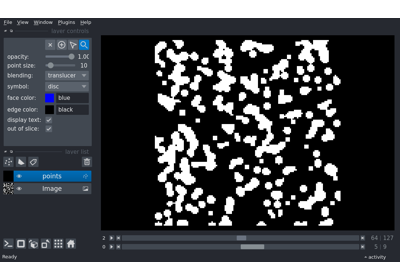 File View Window Plugins Help
layer controls
opacity: 1.00
point size: 10
blending: translucer
symbol: disc
face color: blue
edge color: black
display text:
out of slice:
layer list
points
Image
2 64 127
0 5 9
Ready activity